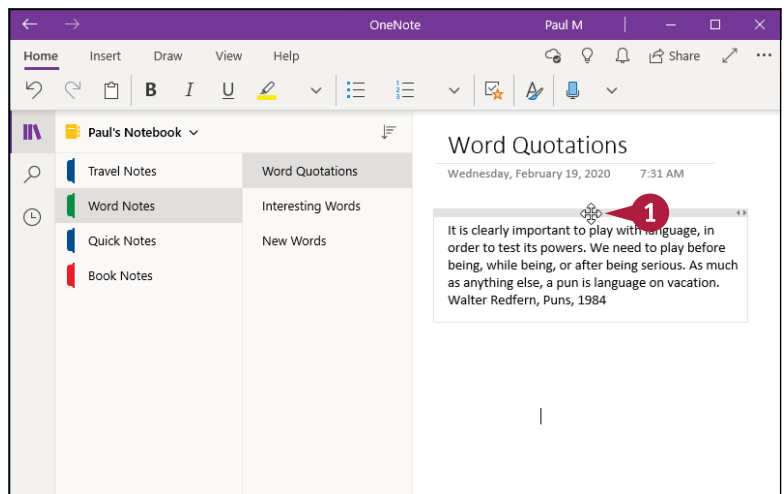 OneNote
Paul M
Home Insert Draw View Help
Share
B I U
Paul's Notebook
Travel Notes
Word Notes
Quick Notes
Book Notes
Word Quotations
Interesting Words
New Words
Word Quotations
Wednesday, February 19, 2020 7:31 AM
1
It is clearly important to play with language, in
order to test its powers. We need to play before
being, while being, or after being serious. As much
as anything else, a pun is language on vacation.
Walter Redfern, Puns, 1984